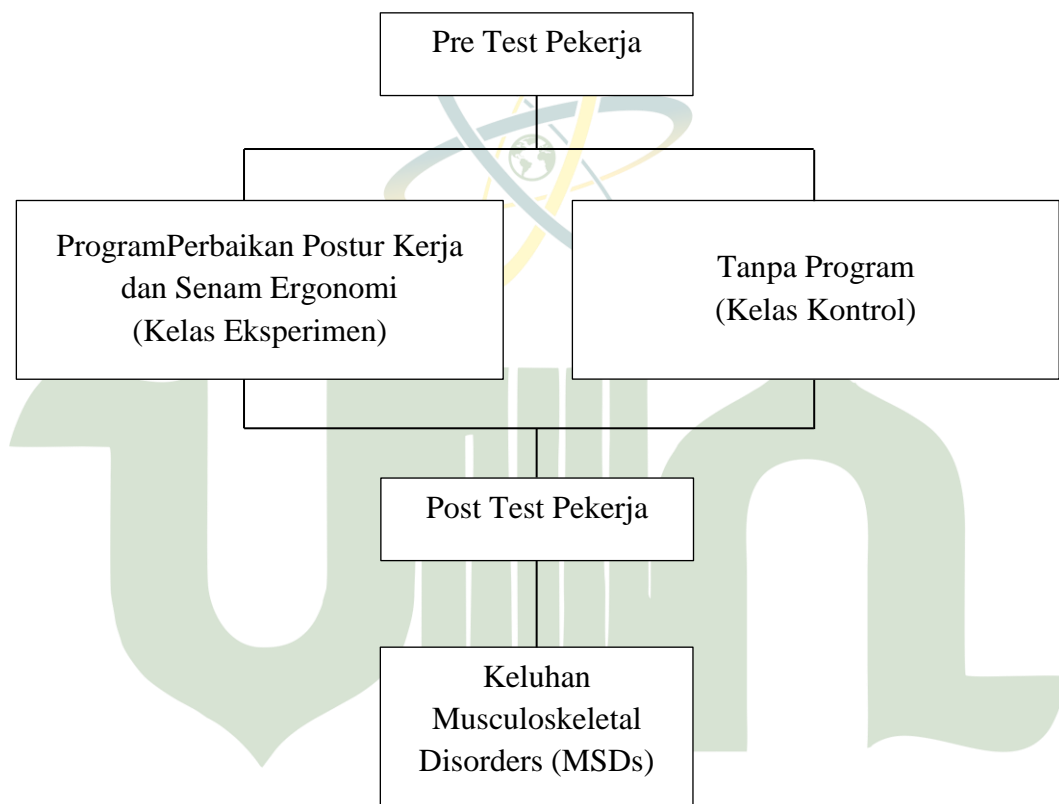 Pre Test Pekerja
ProgramPerbaikan Postur Kerja
dan Senam Ergonomi
(Kelas Eksperimen)
Tanpa Program
(Kelas Kontrol)
Post Test Pekerja
Keluhan
Musculoskeletal
Disorders (MSDs)